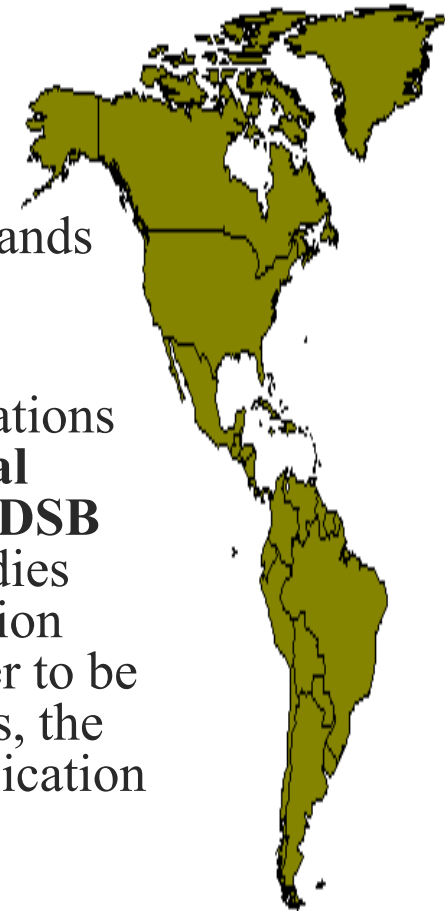 ands
ations
al
DSB
dies
ion
er to be
s, the
ication